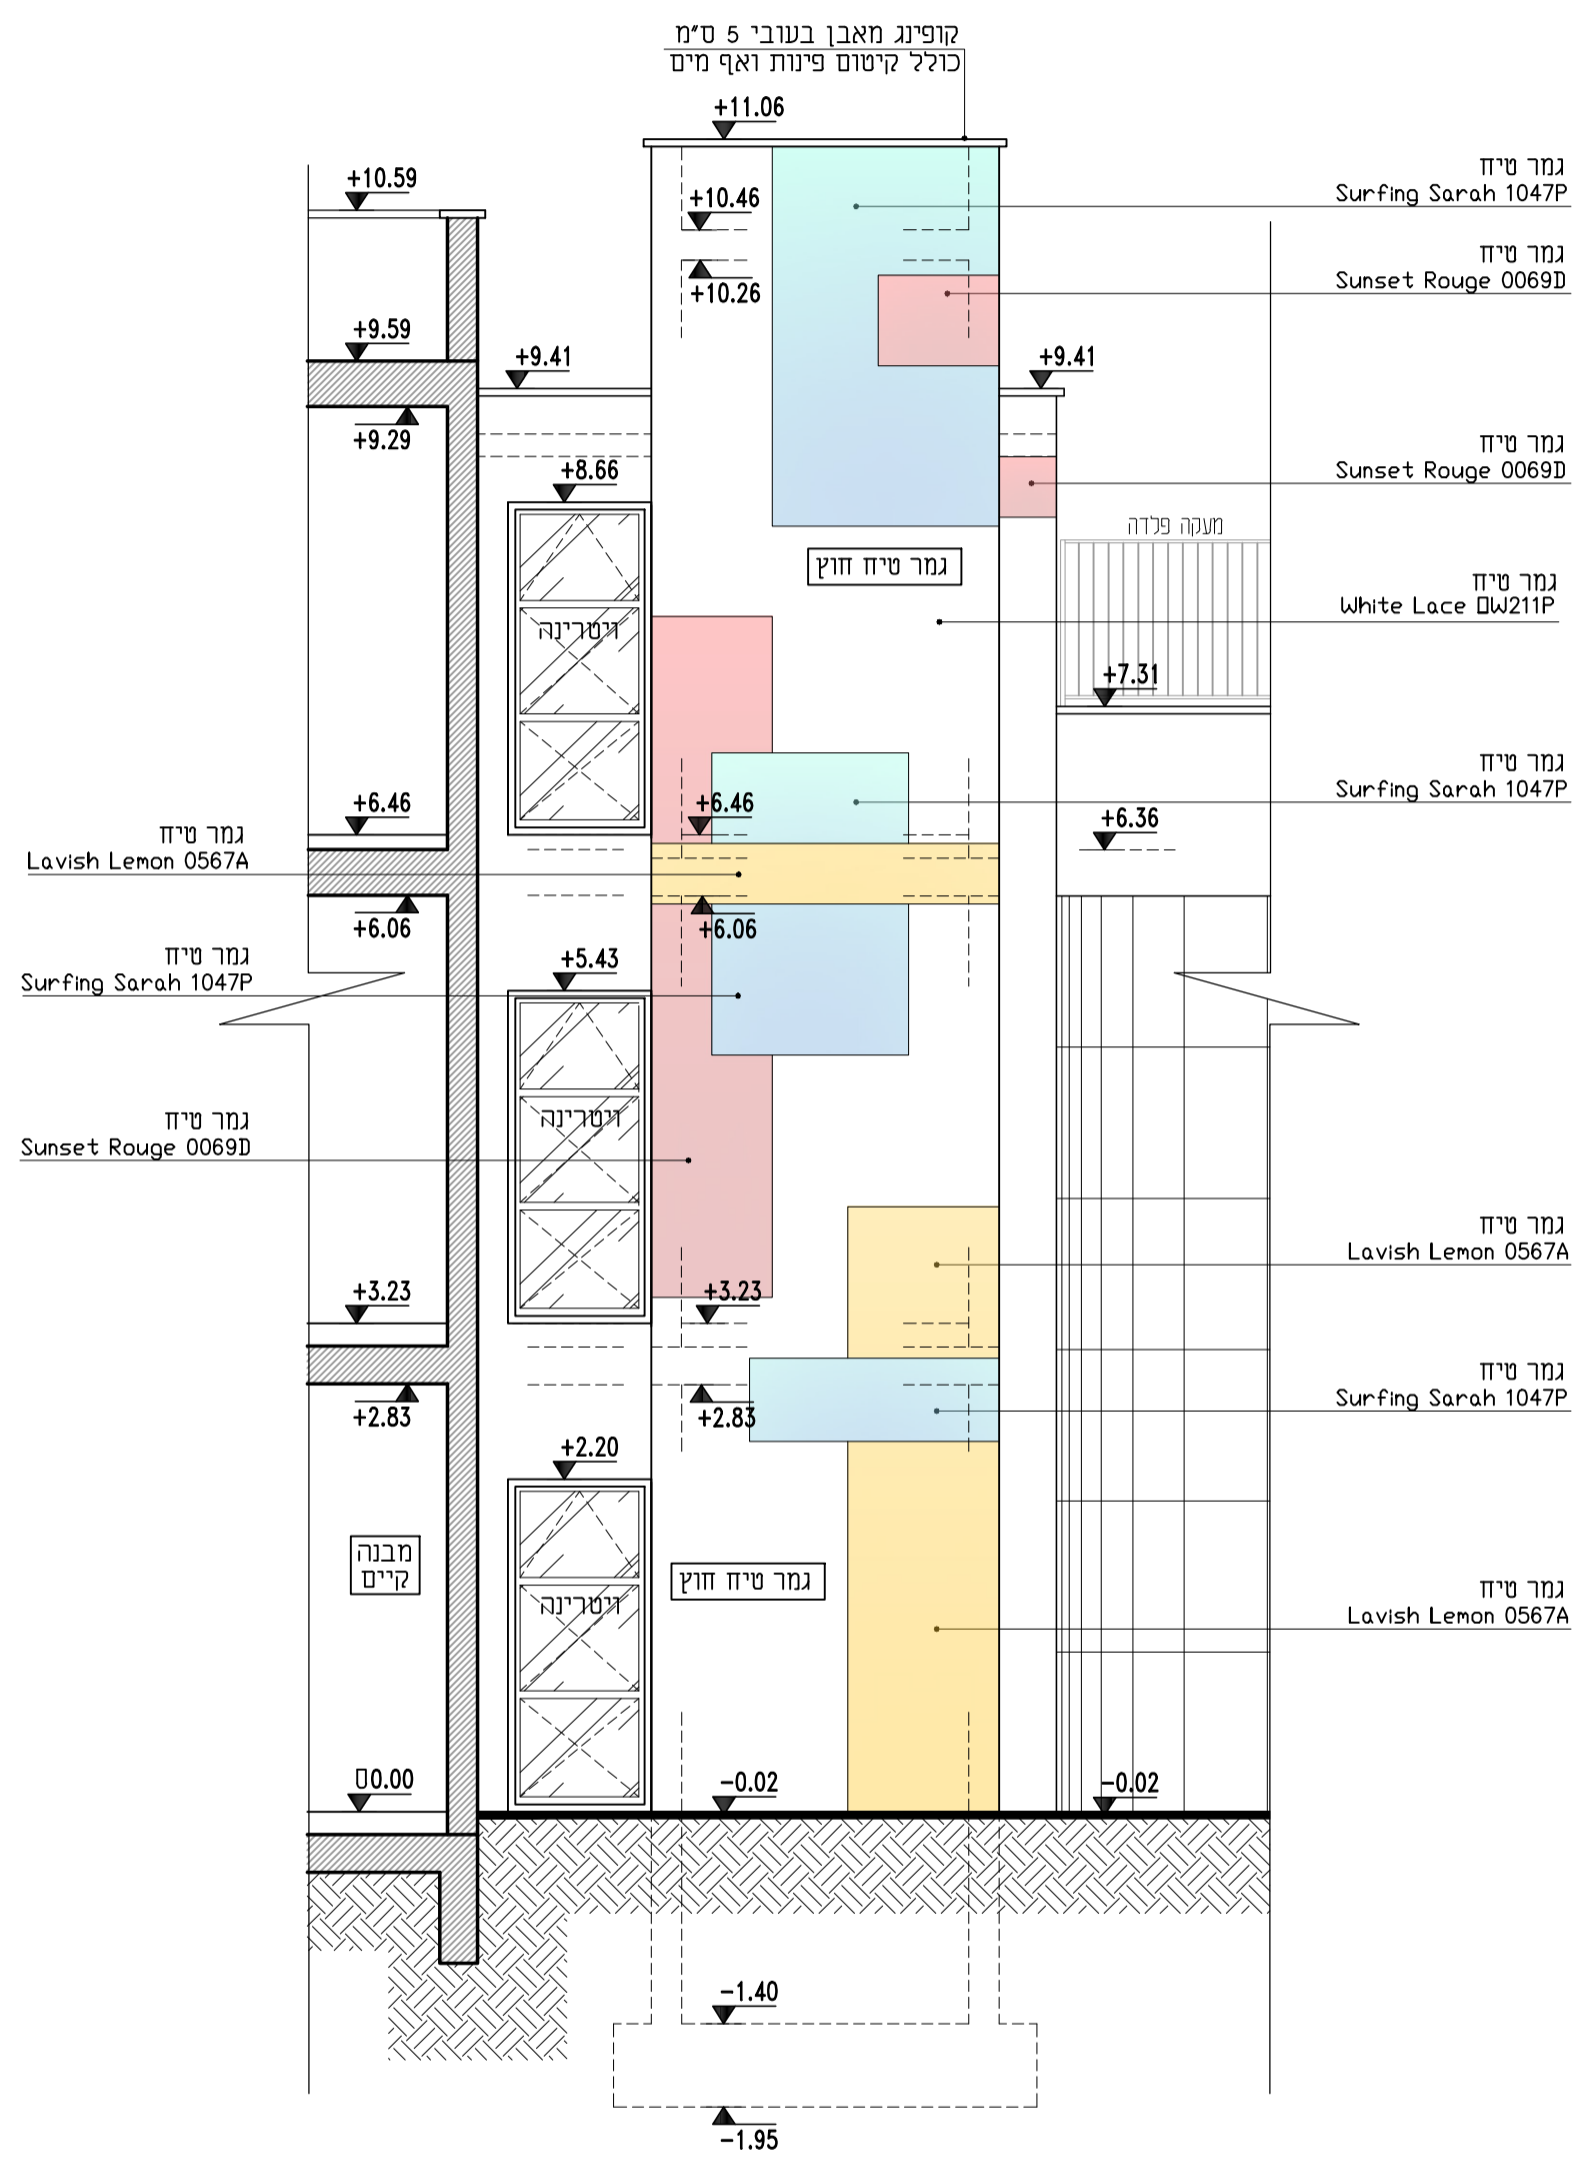 קופינג מאבן בעובי 5 ס"מ
כולל קיטום פינות ואף מים
+11.06
+10.59
גמר טיח
Surfing Sarah 1047P
+10.46
גמר טיח
Sunset Rouge 0069D
+10.26
+9.59
+9.41
+9.41
+9.29
גמר טיח
Sunset Rouge 0069D
+8.66
מעקה פלדה
גמר טיח חוץ
גמר טיח
White Lace □W211P
ויטרינה
+7.31
גמר טיח
Surfing Sarah 1047P
+6.46
+6.46
+6.36
גמר טיח
Lavish Lemon 0567A
+6.06
+6.06
גמר טיח
Surfing Sarah 1047P
+5.43
ויטרינה
גמר טיח
Sunset Rouge 0069D
גמר טיח
Lavish Lemon 0567A
+3.23
+3.23
גמר טיח
Surfing Sarah 1047P
+2.83
+2.83
+2.20
מבנה
קיים
גמר טיח חוץ
ויטרינה
גמר טיח
Lavish Lemon 0567A
□0.00
-0.02
-0.02
-1.40
-1.95